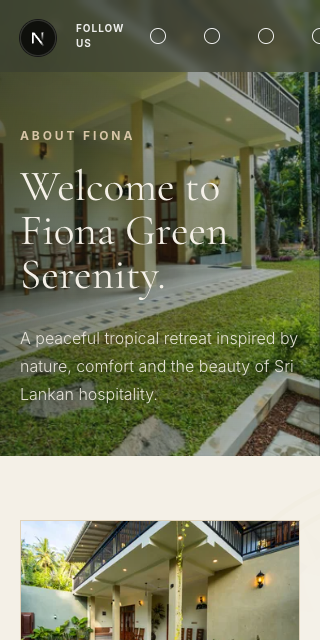 FOLLOW
US
ABOUT FIONA
Welcome to
Fiona Green
Serenity.
A peaceful tropical retreat inspired by
nature, comfort and the beauty of Sri
Lankan hospitality.